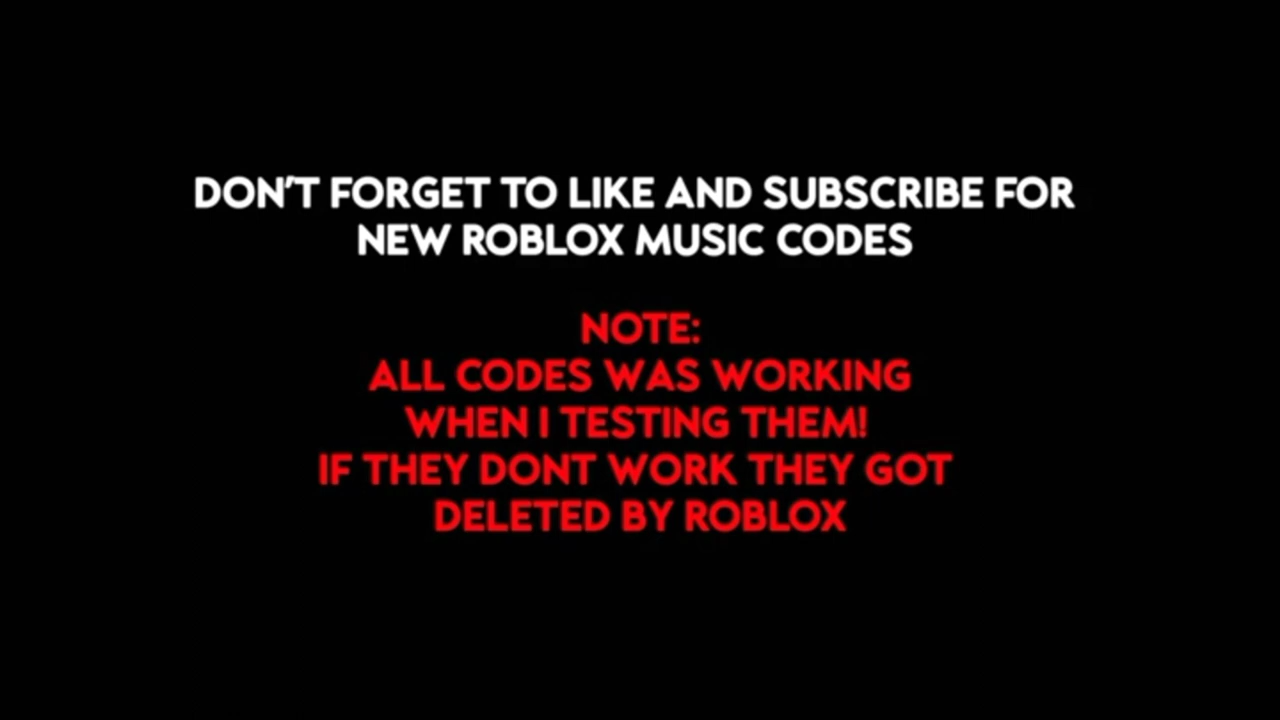 DON'T FORGET TO LIKE AND SUBSCRIBE FOR
NEW ROBLOX MUSIC CODES
NOTE:
ALL CODES WAS WORKING
WHEN I TESTING THEM!
IF THEY DONT WORK THEY GOT
DELETED BY ROBLOX